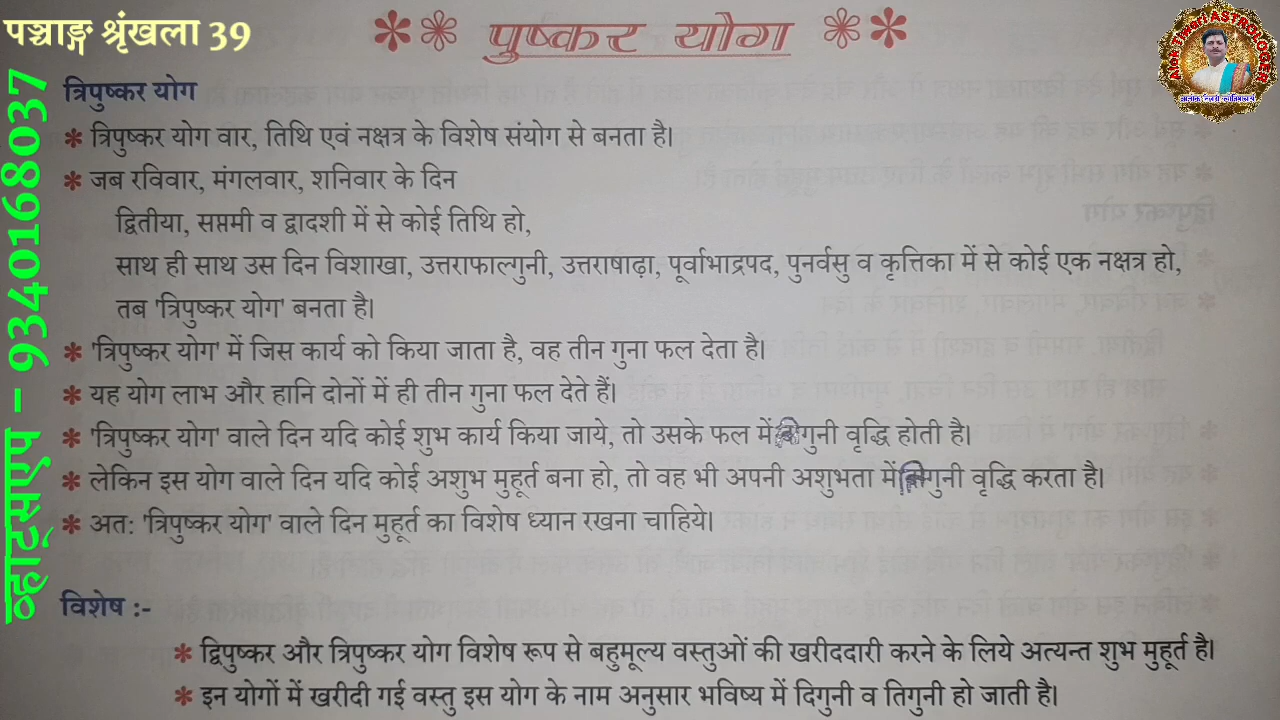 पञ्चाङ्ग श्रृंखला 39
पुष्कर योग
Alok Tiwari ASTROLOGER
व्हाट्सएप – 9340168037
त्रिपुष्कर योग
* त्रिपुष्कर योग वार, तिथि एवं नक्षत्र के विशेष संयोग से बनता है।
* जब रविवार, मंगलवार, शनिवार के दिन
द्वितीया, सप्तमी व द्वादशी में से कोई तिथि हो,
साथ ही साथ उस दिन विशाखा, उत्तराफाल्गुनी, उत्तराषाढ़ा, पूर्वाभाद्रपद, पुनर्वसु व कृत्तिका में से कोई एक नक्षत्र हो,
तब 'त्रिपुष्कर योग' बनता है।
* 'त्रिपुष्कर योग' में जिस कार्य को किया जाता है, वह तीन गुना फल देता है।
* यह योग लाभ और हानि दोनों में ही तीन गुना फल देते हैं।
* 'त्रिपुष्कर योग' वाले दिन यदि कोई शुभ कार्य किया जाये, तो उसके फल में तिगुनी वृद्धि होती है।
* लेकिन इस योग वाले दिन यदि कोई अशुभ मुहूर्त बना हो, तो वह भी अपनी अशुभता में तिगुनी वृद्धि करता है।
* अतः 'त्रिपुष्कर योग' वाले दिन मुहूर्त का विशेष ध्यान रखना चाहिये।
विशेष :-
* द्विपुष्कर और त्रिपुष्कर योग विशेष रूप से बहुमूल्य वस्तुओं की खरीददारी करने के लिये अत्यन्त शुभ मुहूर्त है।
* इन योगों में खरीदी गई वस्तु इस योग के नाम अनुसार भविष्य में दिगुनी व तिगुनी हो जाती है।